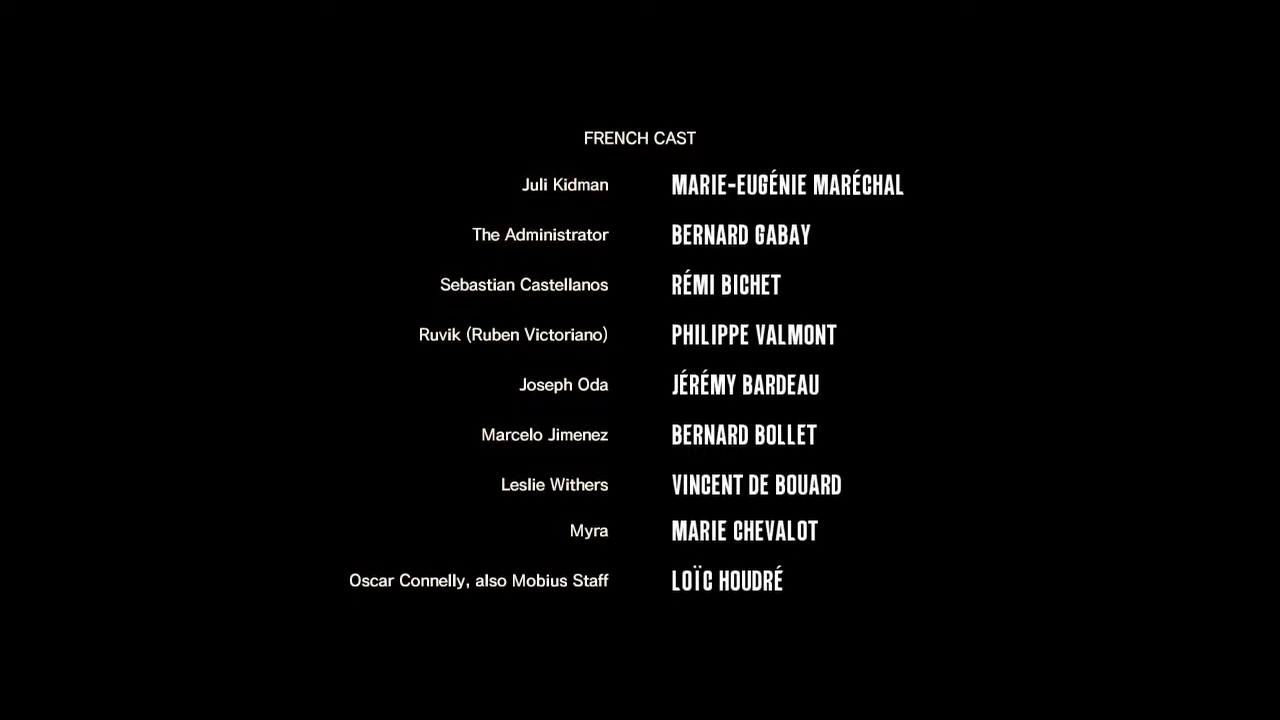 FRENCH CAST
Juli Kidman MARIE-EUGÉNIE MARÉCHAL
The Administrator BERNARD GABAY
Sebastian Castellanos RÉMI BICHET
Ruvik (Ruben Victoriano) PHILIPPE VALMONT
Joseph Oda JÉRÉMY BARDEAU
Marcelo Jimenez BERNARD BOLLET
Leslie Withers VINCENT DE BOUARD
Myra MARIE CHEVALOT
Oscar Connelly, also Mobius Staff LOÏC HOUDRÉ